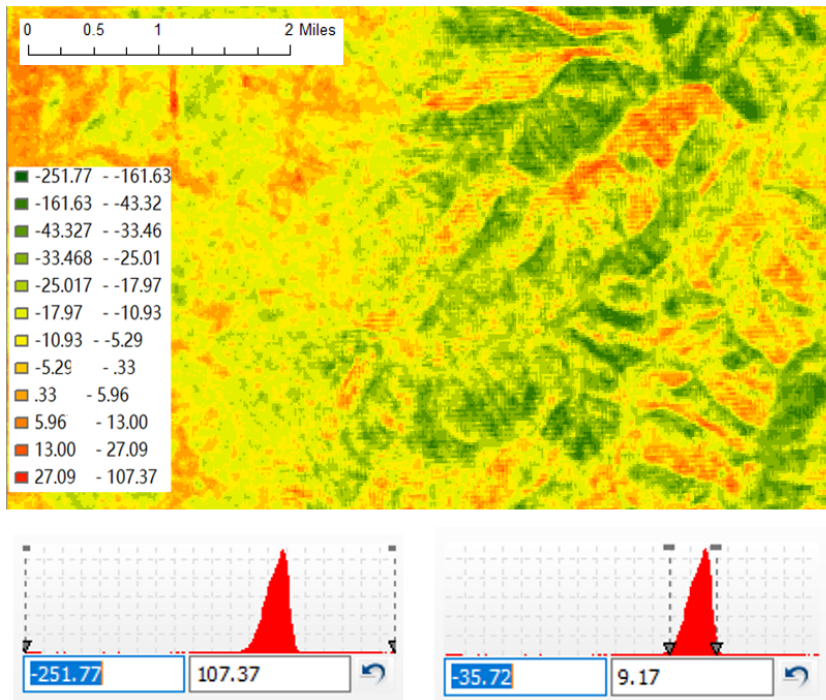 0 0.5 1 2 Miles
-251.77 - -161.63
-161.63 - -43.32
-43.327 - -33.46
-33.468 - -25.01
-25.017 - -17.97
-17.97 - -10.93
-10.93 - -5.29
-5.29 - .33
.33 - 5.96
5.96 - 13.00
13.00 - 27.09
27.09 - 107.37
-251.77 107.37 -35.72 9.17